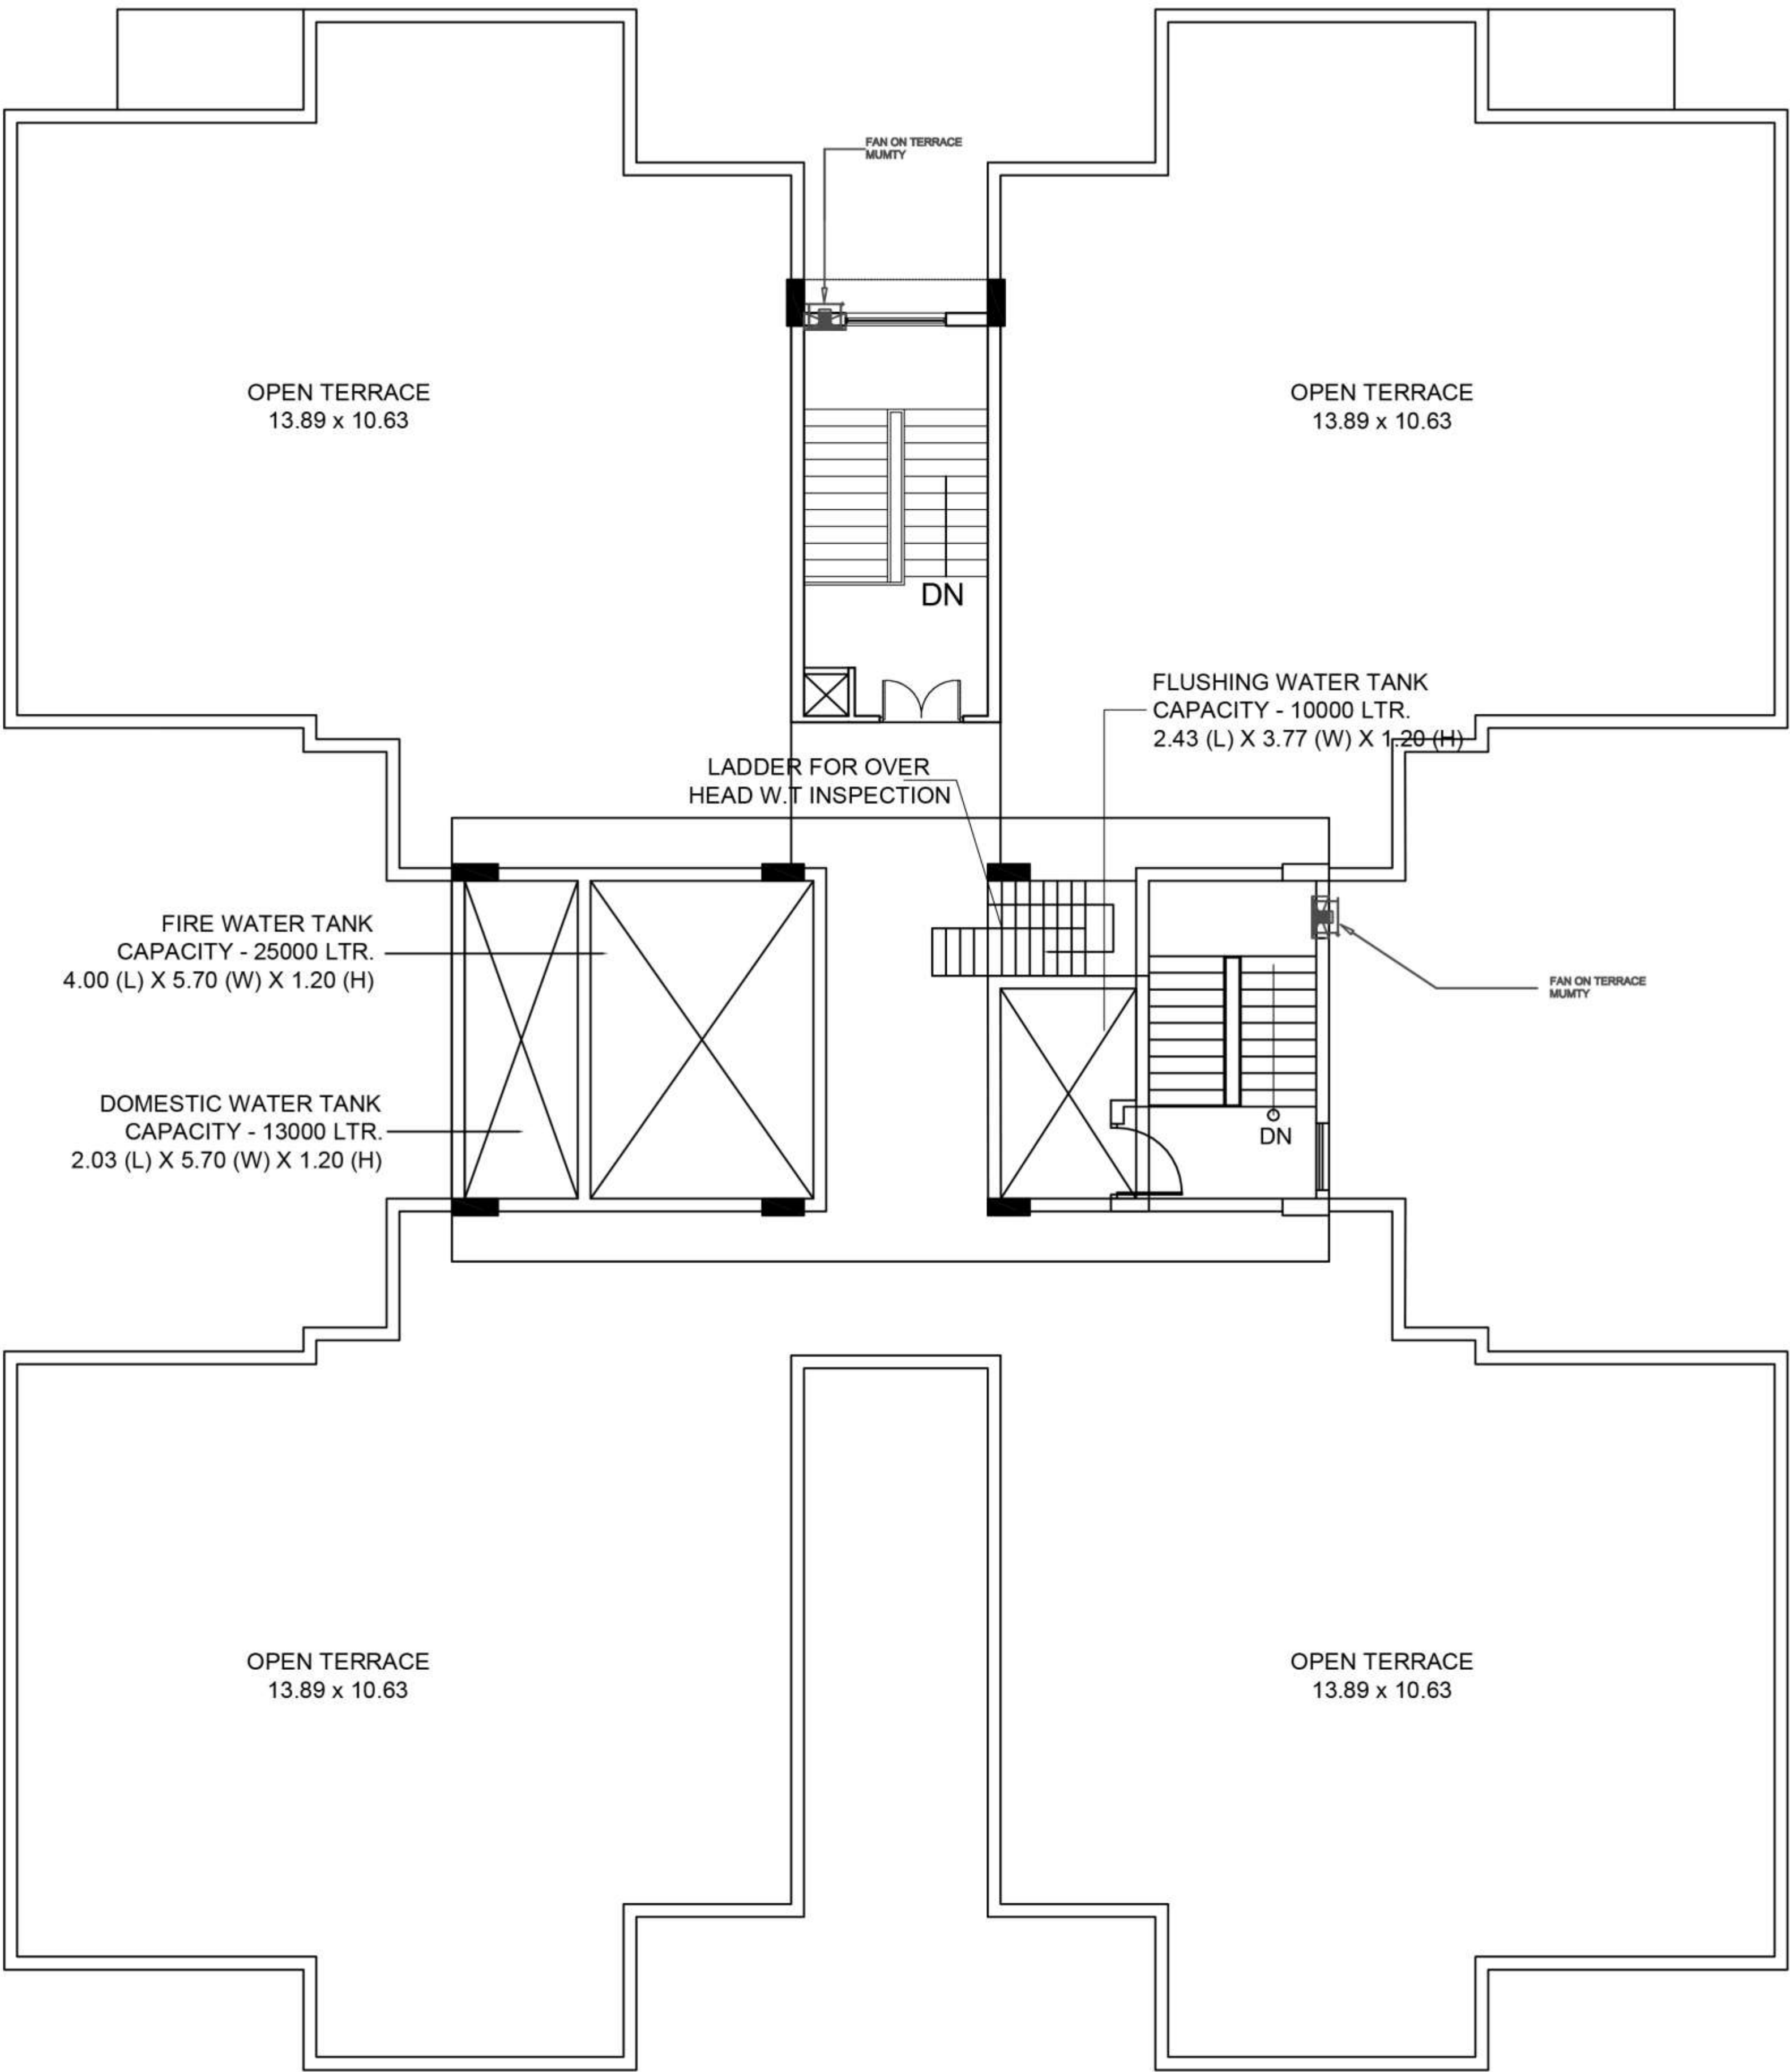 FAN ON TERRACE
MUMTY
OPEN TERRACE
13.89 x 10.63
OPEN TERRACE
13.89 x 10.63
DN
FLUSHING WATER TANK
CAPACITY - 10000 LTR.
2.43 (L) X 3.77 (W) X 1.20 (H)
LADDER FOR OVER
HEAD W.T INSPECTION
FIRE WATER TANK
CAPACITY - 25000 LTR.
4.00 (L) X 5.70 (W) X 1.20 (H)
FAN ON TERRACE
MUMTY
DOMESTIC WATER TANK
CAPACITY - 13000 LTR.
2.03 (L) X 5.70 (W) X 1.20 (H)
DN
OPEN TERRACE
13.89 x 10.63
OPEN TERRACE
13.89 x 10.63